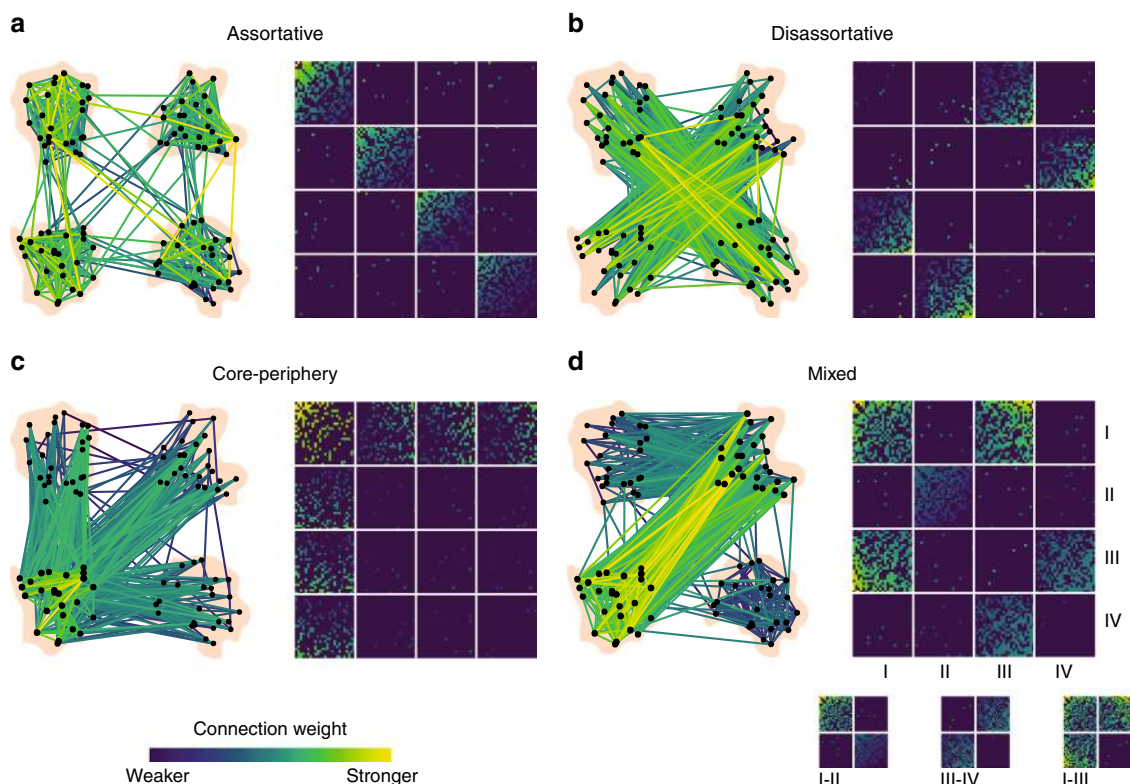 a
Assortative
b
Disassortative
c
Core-periphery
d
Mixed
I
II
III
IV
I II III IV
Connection weight
Weaker Stronger
I-II III-IV I-III